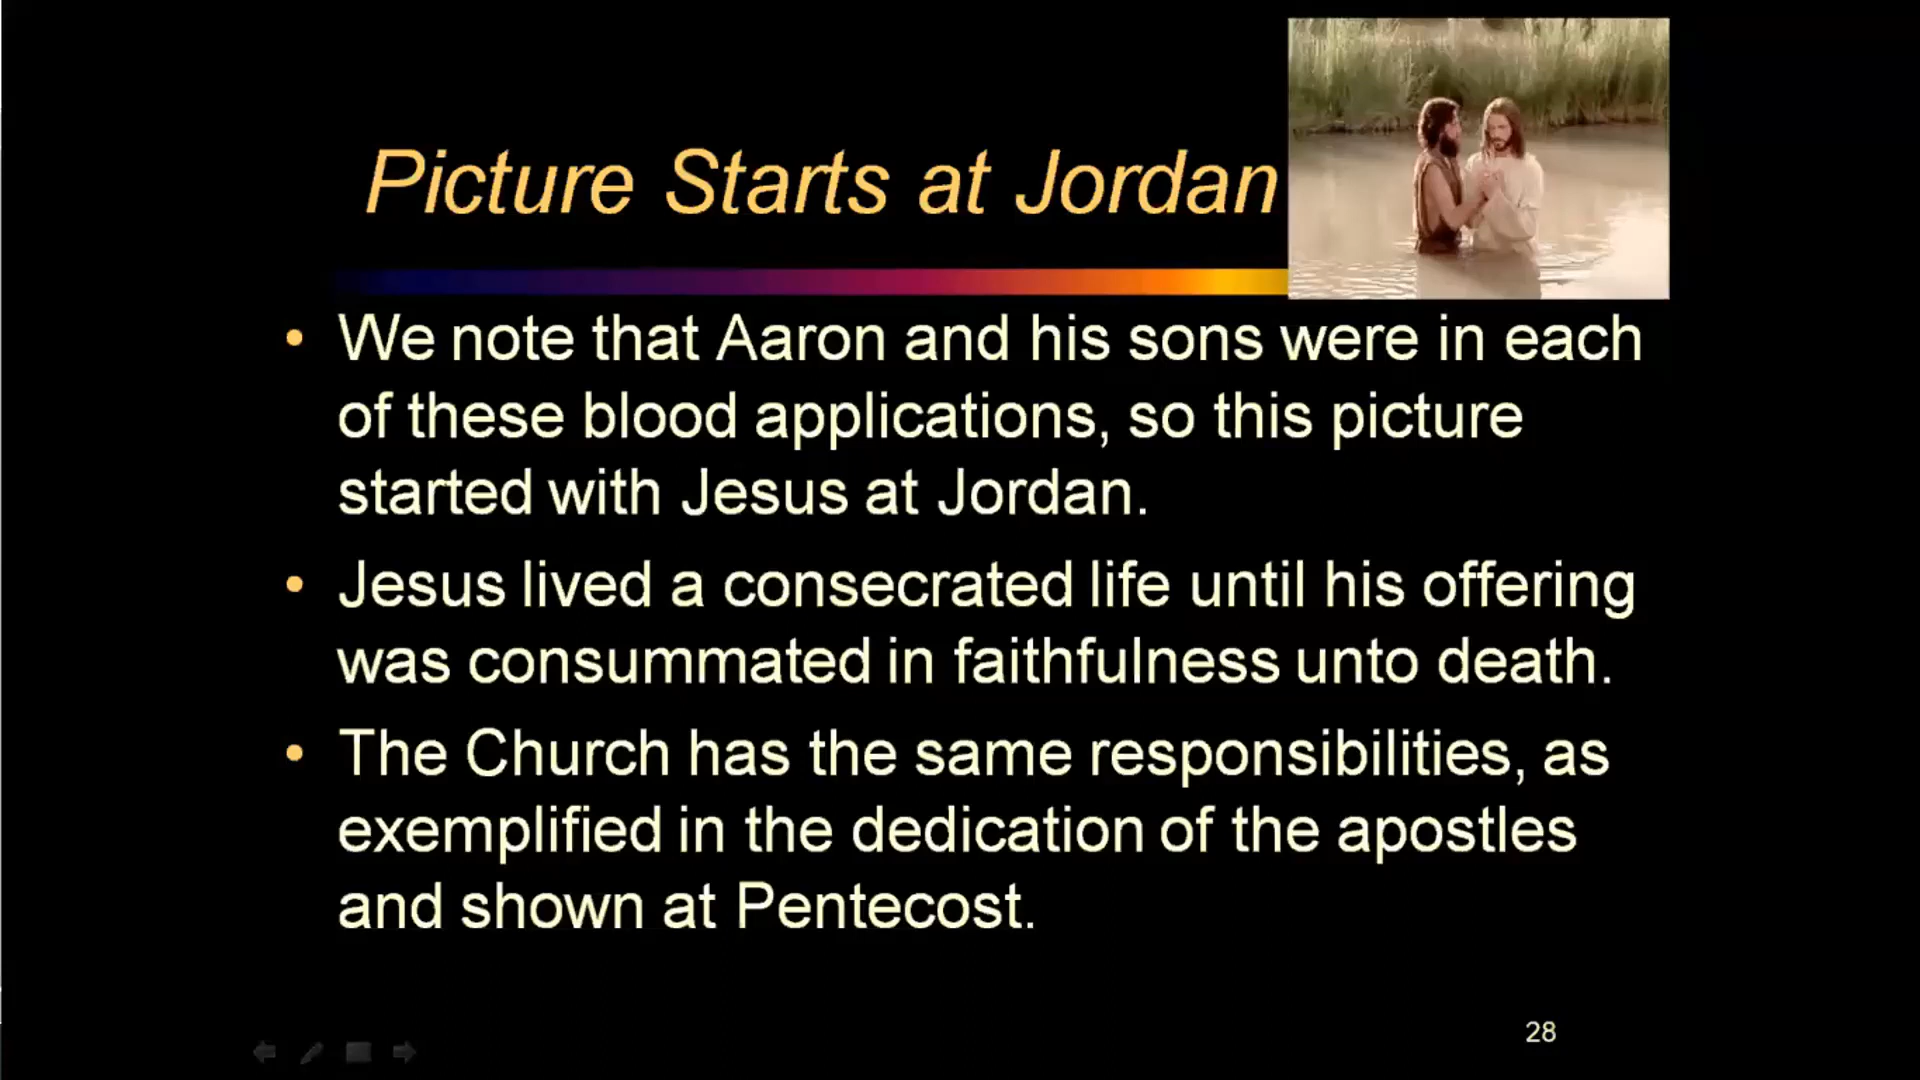 Picture Starts at Jordan
• We note that Aaron and his sons were in each
of these blood applications, so this picture
started with Jesus at Jordan.
• Jesus lived a consecrated life until his offering
was consummated in faithfulness unto death.
• The Church has the same responsibilities, as
exemplified in the dedication of the apostles
and shown at Pentecost.
28